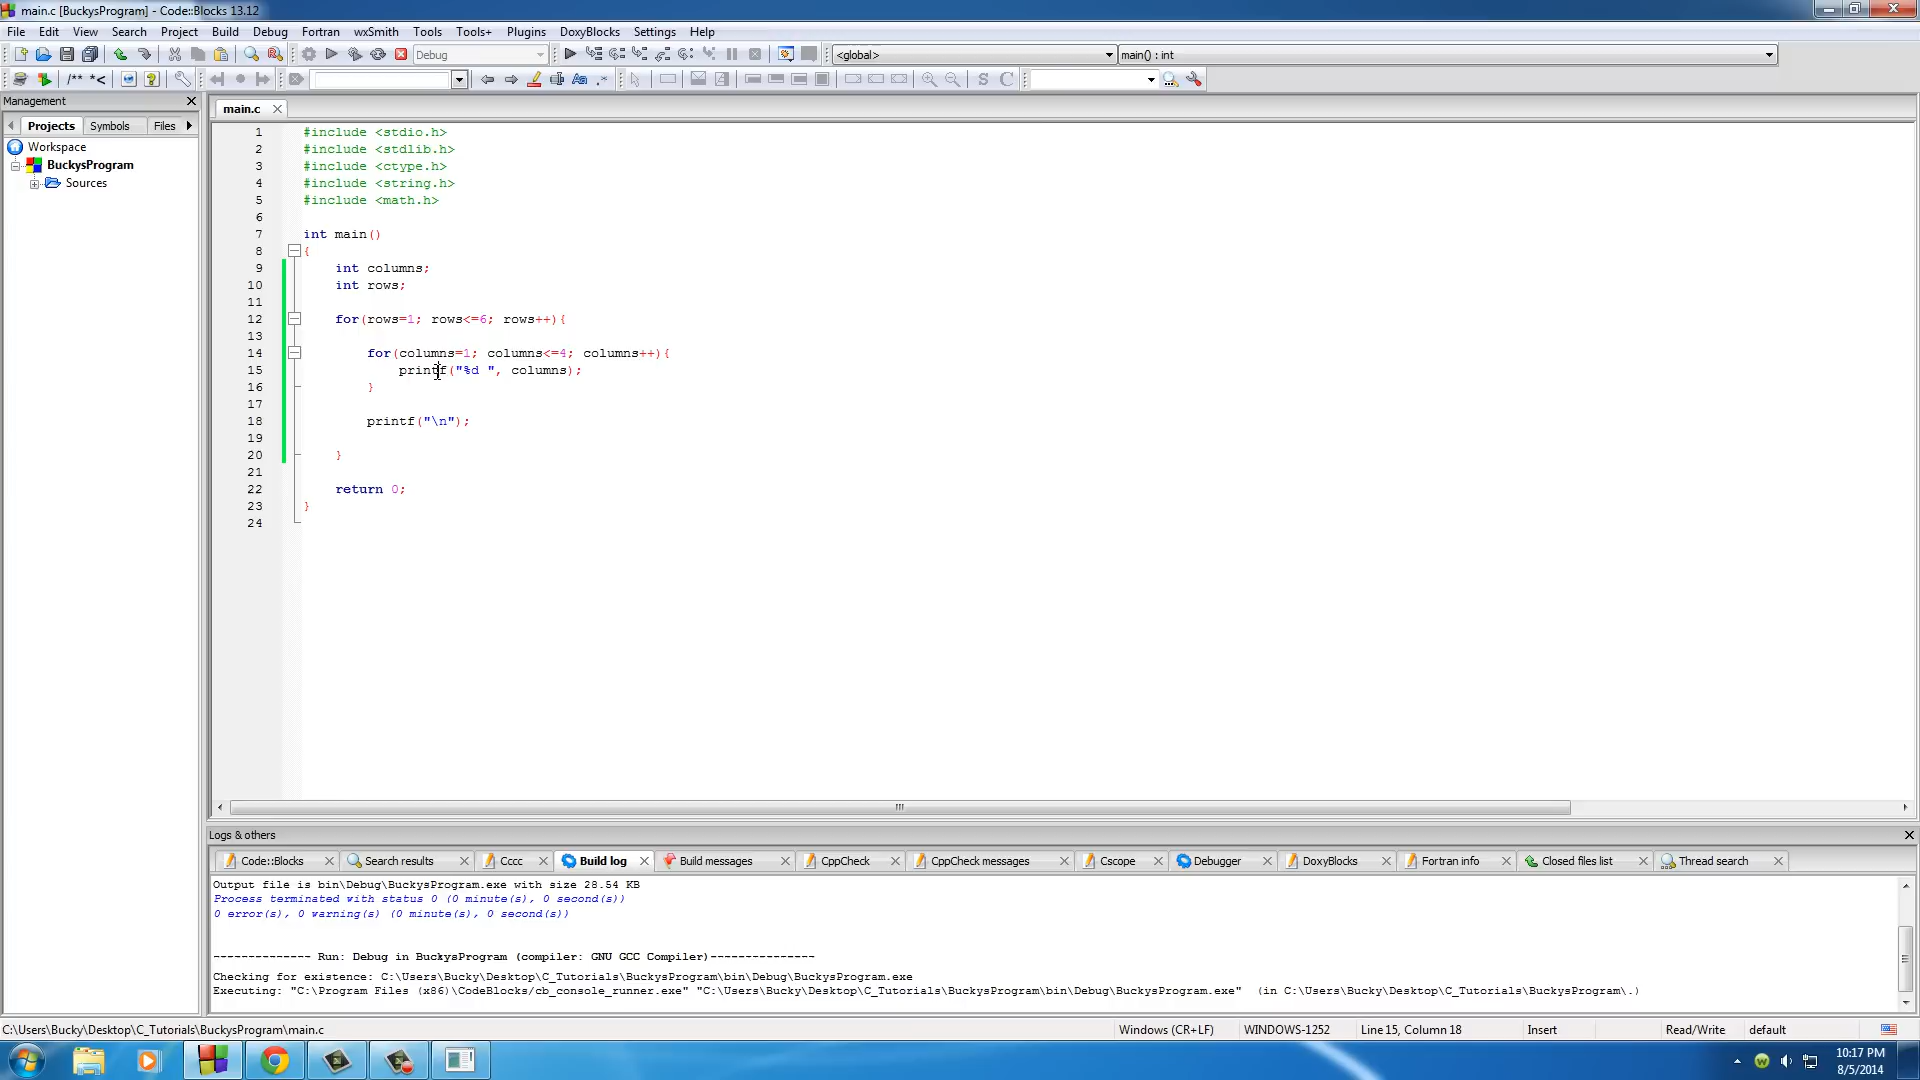 main.c [BuckysProgram] - Code::Blocks 13.12
File Edit View Search Project Build Debug Fortran wxSmith Tools Tools+ Plugins DoxyBlocks Settings Help
Debug <global> main() : int
/** *< Aa .* S C
Management
main.c
Projects Symbols Files
Workspace
BuckysProgram
Sources
1 #include <stdio.h>
2 #include <stdlib.h>
3 #include <ctype.h>
4 #include <string.h>
5 #include <math.h>
6
7 int main()
8 {
9 int columns;
10 int rows;
11
12 for(rows=1; rows<=6; rows++){
13
14 for(columns=1; columns<=4; columns++){
15 printf("%d ", columns);
16 }
17
18 printf("\n");
19
20 }
21
22 return 0;
23 }
24
Logs & others
Code::Blocks Search results Cccc Build log Build messages CppCheck CppCheck messages Cscope Debugger DoxyBlocks Fortran info Closed files list Thread search
Output file is bin\Debug\BuckysProgram.exe with size 28.54 KB
Process terminated with status 0 (0 minute(s), 0 second(s))
0 error(s), 0 warning(s) (0 minute(s), 0 second(s))
-------------- Run: Debug in BuckysProgram (compiler: GNU GCC Compiler)---------------
Checking for existence: C:\Users\Bucky\Desktop\C_Tutorials\BuckysProgram\bin\Debug\BuckysProgram.exe
Executing: "C:\Program Files (x86)\CodeBlocks/cb_console_runner.exe" "C:\Users\Bucky\Desktop\C_Tutorials\BuckysProgram\bin\Debug\BuckysProgram.exe"  (in C:\Users\Bucky\Desktop\C_Tutorials\BuckysProgram\.)
C:\Users\Bucky\Desktop\C_Tutorials\BuckysProgram\main.c Windows (CR+LF) WINDOWS-1252 Line 15, Column 18 Insert Read/Write default
10:17 PM
8/5/2014